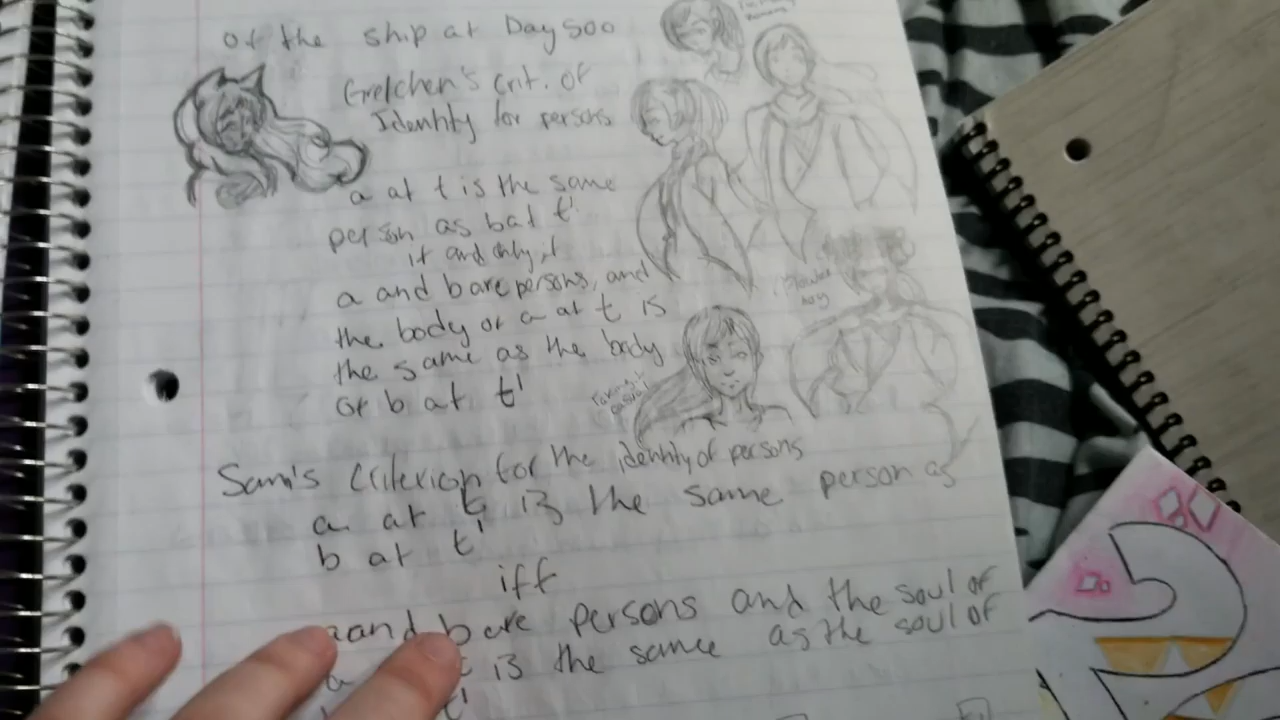 of the ship at Day 500
Gretchen's crit. of
Identity for persons
a at t is the same
person as b at t'
if and only if
a and b are persons, and
the body of a at t is
the same as the body
of b at t'
Sam's Criterion for the identity of persons
a at t is the same person as
b at t'
iff
a and b are persons and the soul of
a t is the same as the soul of
b t'